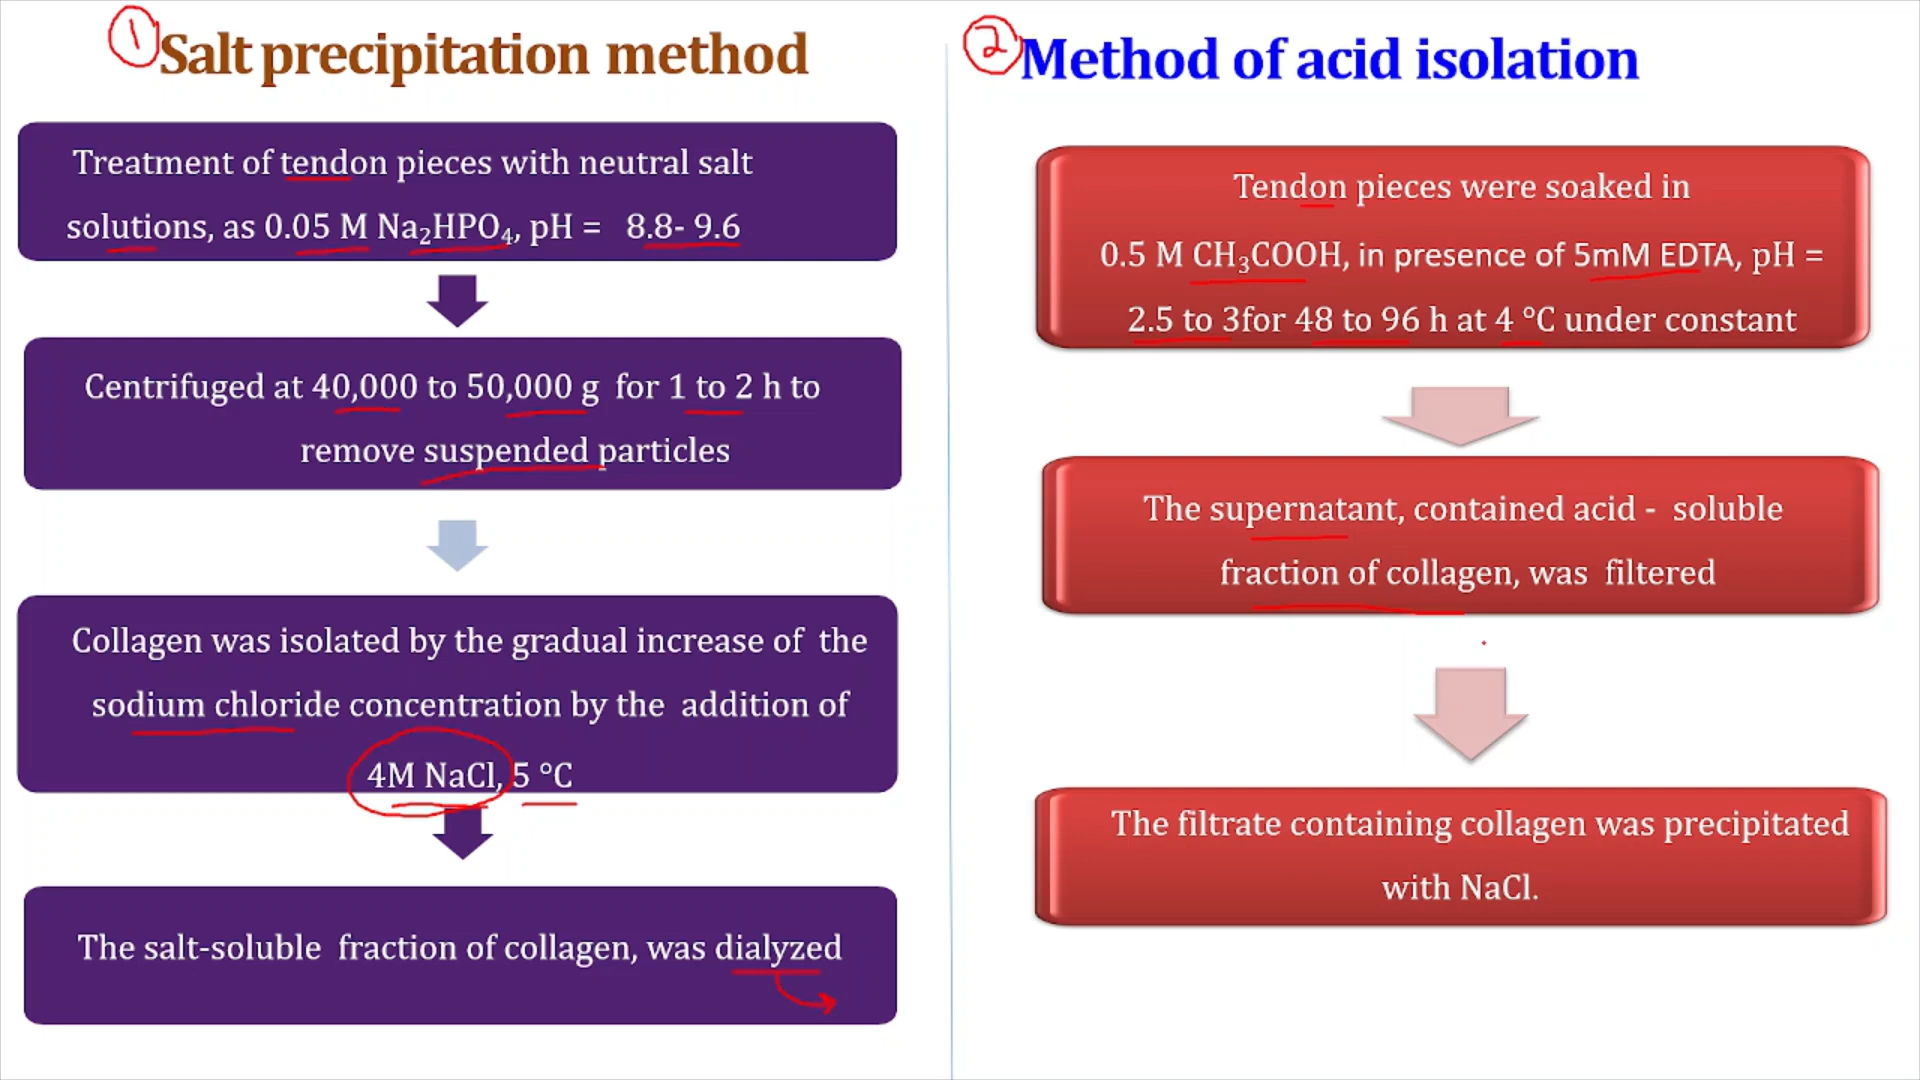 1
Salt precipitation method
Treatment of tendon pieces with neutral salt
solutions, as 0.05 M Na₂HPO₄, pH = 8.8- 9.6
Centrifuged at 40,000 to 50,000 g for 1 to 2 h to
remove suspended particles
Collagen was isolated by the gradual increase of the
sodium chloride concentration by the addition of
4M NaCl, 5 °C
The salt-soluble fraction of collagen, was dialyzed
2
Method of acid isolation
Tendon pieces were soaked in
0.5 M CH₃COOH, in presence of 5mM EDTA, pH =
2.5 to 3for 48 to 96 h at 4 °C under constant
The supernatant, contained acid - soluble
fraction of collagen, was filtered
The filtrate containing collagen was precipitated
with NaCl.